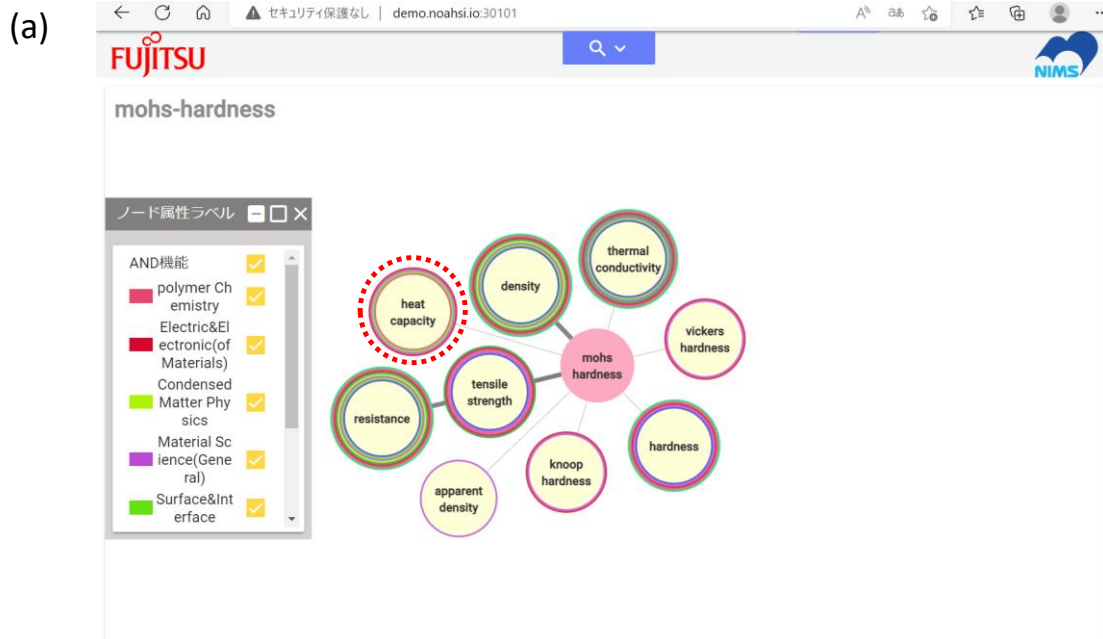 (a)
セキュリティ保護なし | demo.noahsi.io:30101
FUJITSU
NIMS
mohs-hardness
ノード属性ラベル
AND機能
polymer Ch
emistry
Electric&El
ectronic(of
Materials)
Condensed
Matter Phy
sics
Material Sc
ience(Gene
ral)
Surface&Int
erface
thermal
conductivity
density
heat
capacity
vickers
hardness
mohs
hardness
tensile
strength
resistance
hardness
knoop
hardness
apparent
density